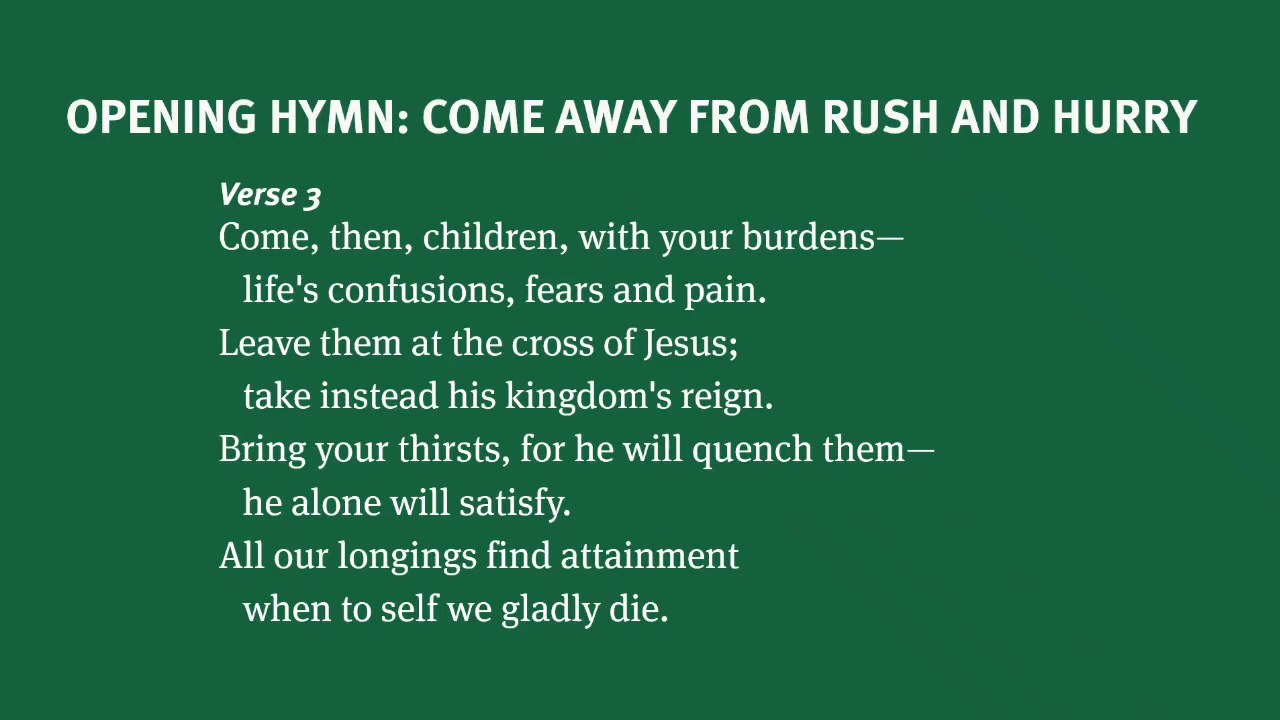 OPENING HYMN: COME AWAY FROM RUSH AND HURRY
Verse 3
Come, then, children, with your burdens—
life's confusions, fears and pain.
Leave them at the cross of Jesus;
take instead his kingdom's reign.
Bring your thirsts, for he will quench them—
he alone will satisfy.
All our longings find attainment
when to self we gladly die.